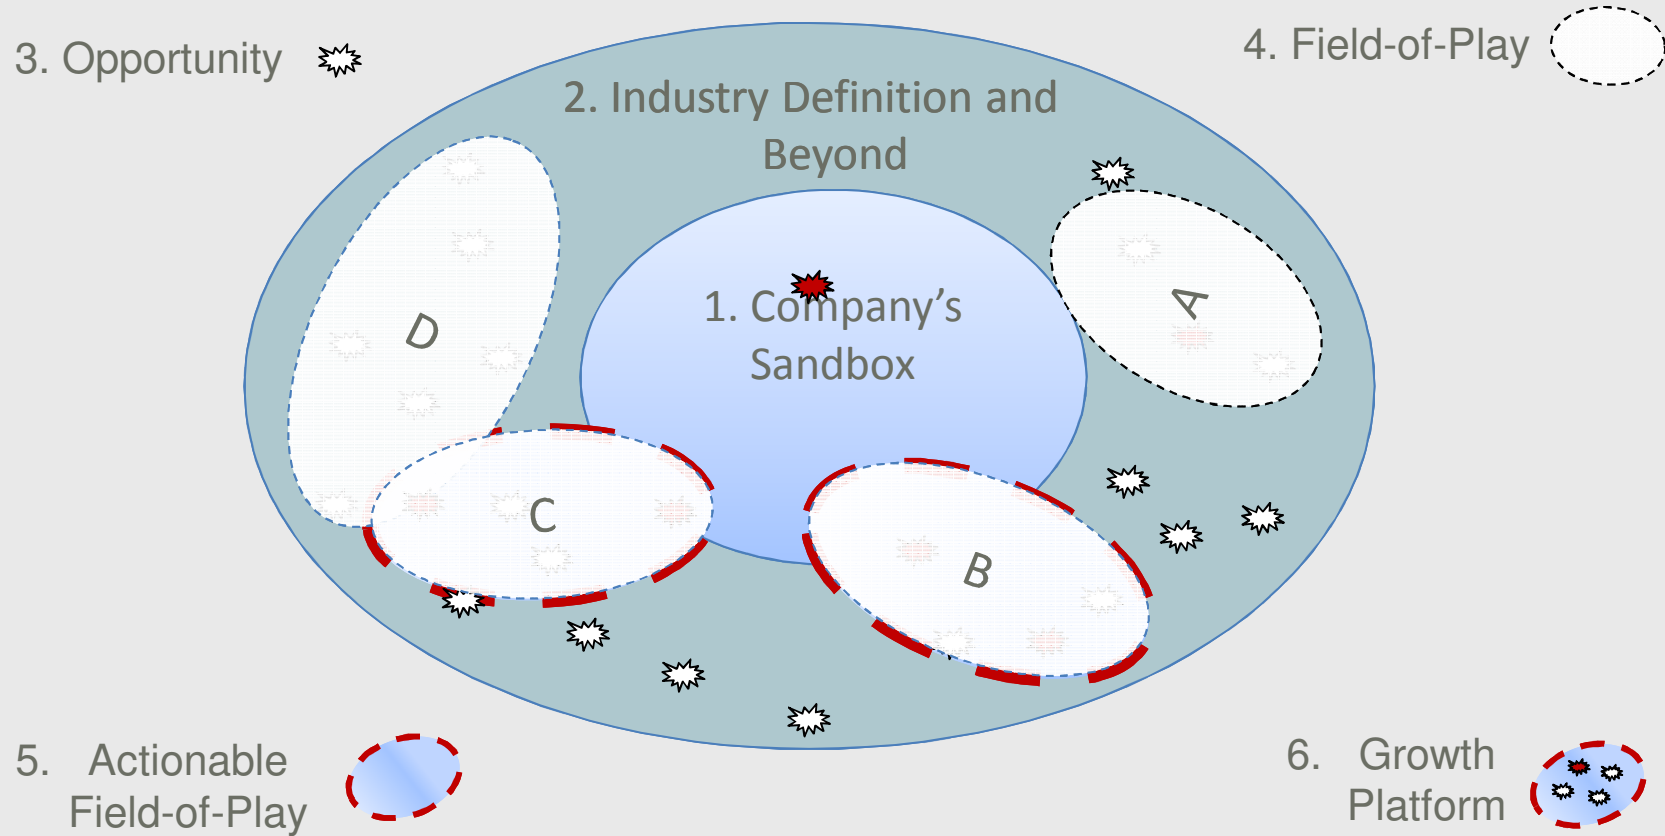 3. Opportunity
4. Field-of-Play
2. Industry Definition and
Beyond
A
1. Company’s
Sandbox
D
C
B
5. Actionable
Field-of-Play
6. Growth
Platform